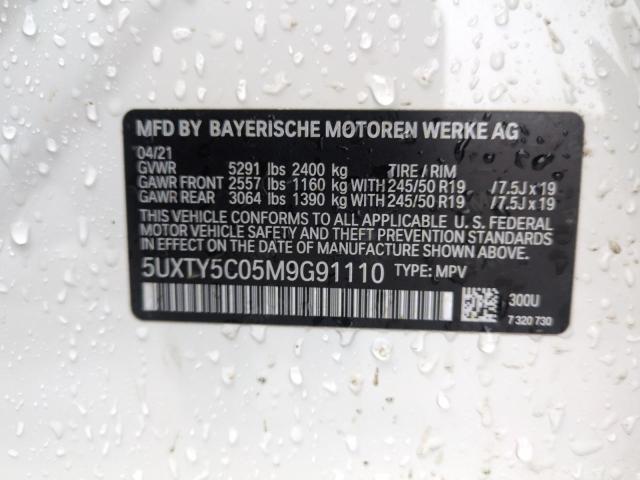 MFD BY BAYERISCHE MOTOREN WERKE AG
04/21
GVWR 5291 lbs 2400 kg TIRE / RIM
GAWR FRONT 2557 lbs 1160 kg WITH 245/50 R19 /7.5J x 19
GAWR REAR 3064 lbs 1390 kg WITH 245/50 R19 /7.5J x 19
THIS VEHICLE CONFORMS TO ALL APPLICABLE U. S. FEDERAL
MOTOR VEHICLE SAFETY, BUMPER, AND THEFT PREVENTION
STANDARDS IN EFFECT ON THE DATE OF MANUFACTURE SHOWN ABOVE.
5UXTY5C05M9G91110 TYPE: MPV
300U
7 320 730